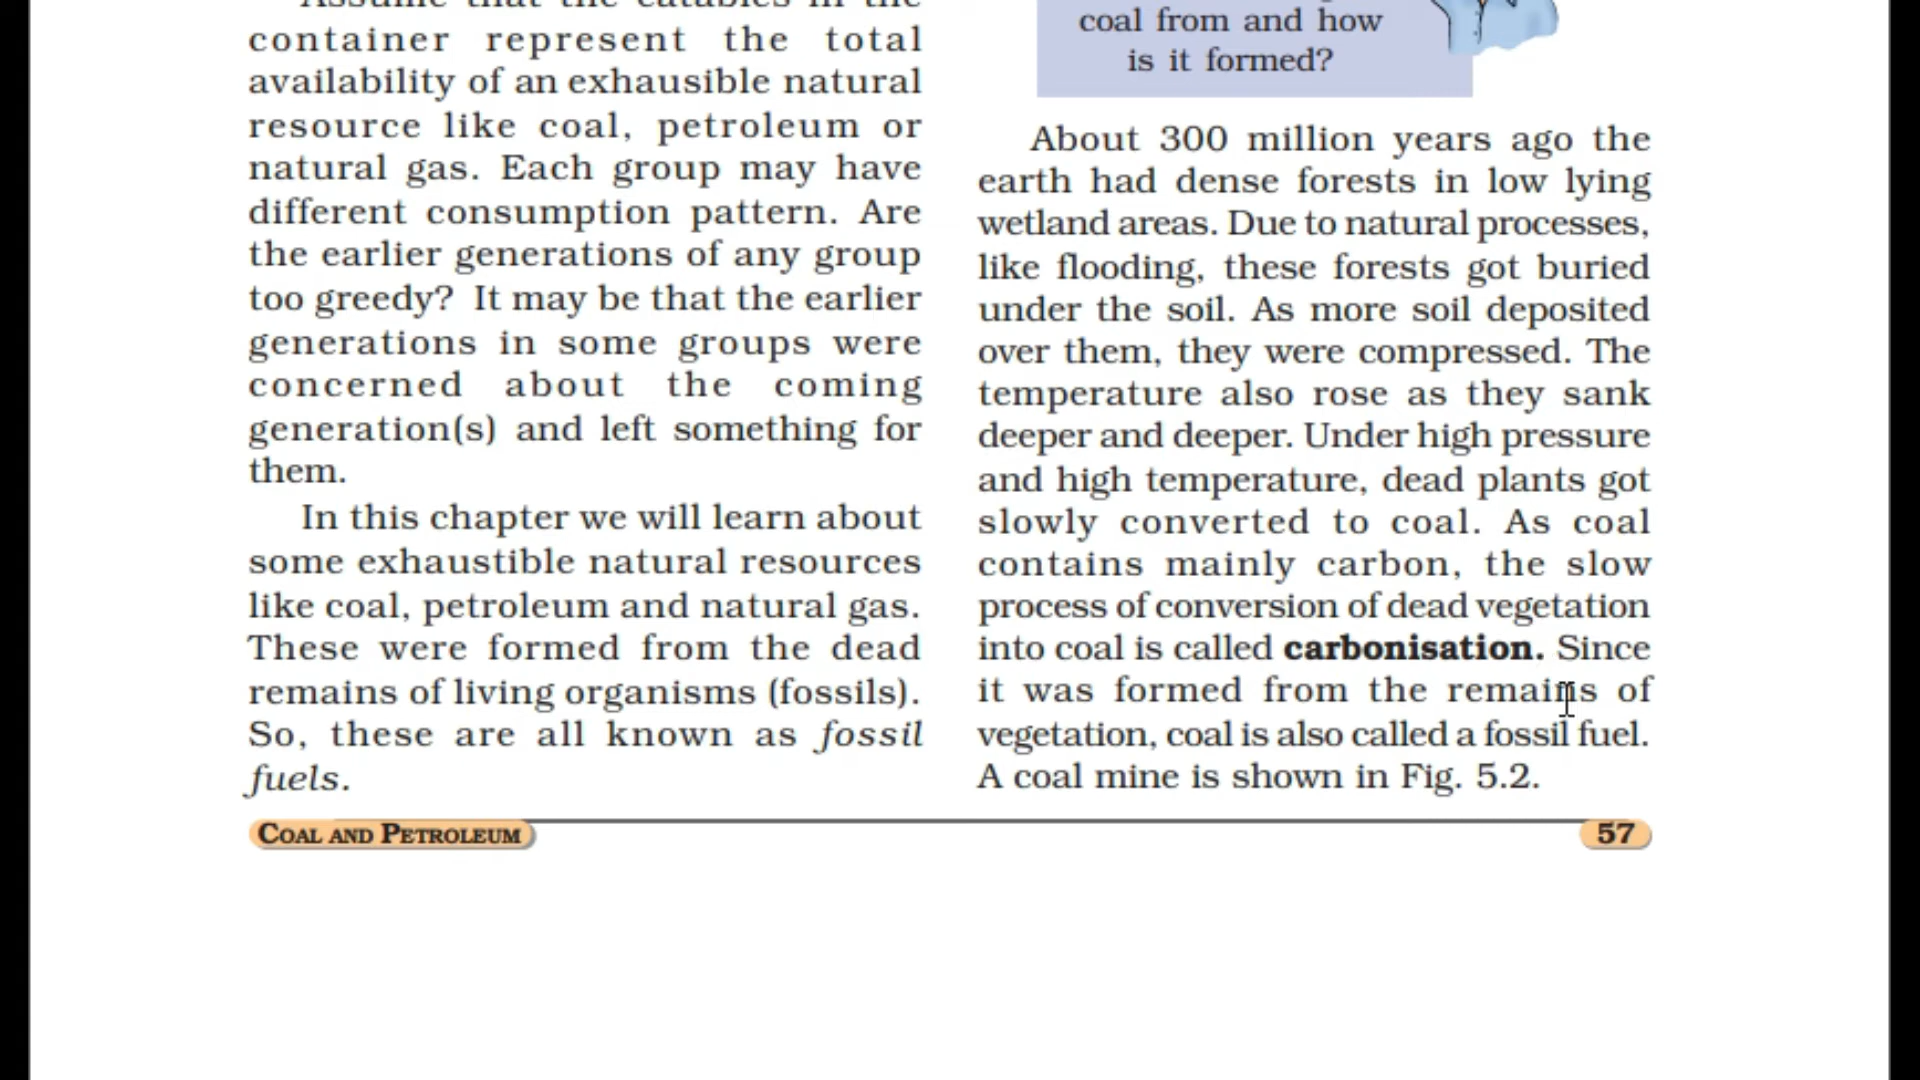 Assume that the eatables in the
container represent the total
availability of an exhausible natural
resource like coal, petroleum or
natural gas. Each group may have
different consumption pattern. Are
the earlier generations of any group
too greedy? It may be that the earlier
generations in some groups were
concerned about the coming
generation(s) and left something for
them.
In this chapter we will learn about
some exhaustible natural resources
like coal, petroleum and natural gas.
These were formed from the dead
remains of living organisms (fossils).
So, these are all known as fossil
fuels.
coal from and how
is it formed?
About 300 million years ago the
earth had dense forests in low lying
wetland areas. Due to natural processes,
like flooding, these forests got buried
under the soil. As more soil deposited
over them, they were compressed. The
temperature also rose as they sank
deeper and deeper. Under high pressure
and high temperature, dead plants got
slowly converted to coal. As coal
contains mainly carbon, the slow
process of conversion of dead vegetation
into coal is called carbonisation. Since
it was formed from the remains of
vegetation, coal is also called a fossil fuel.
A coal mine is shown in Fig. 5.2.
COAL AND PETROLEUM
57